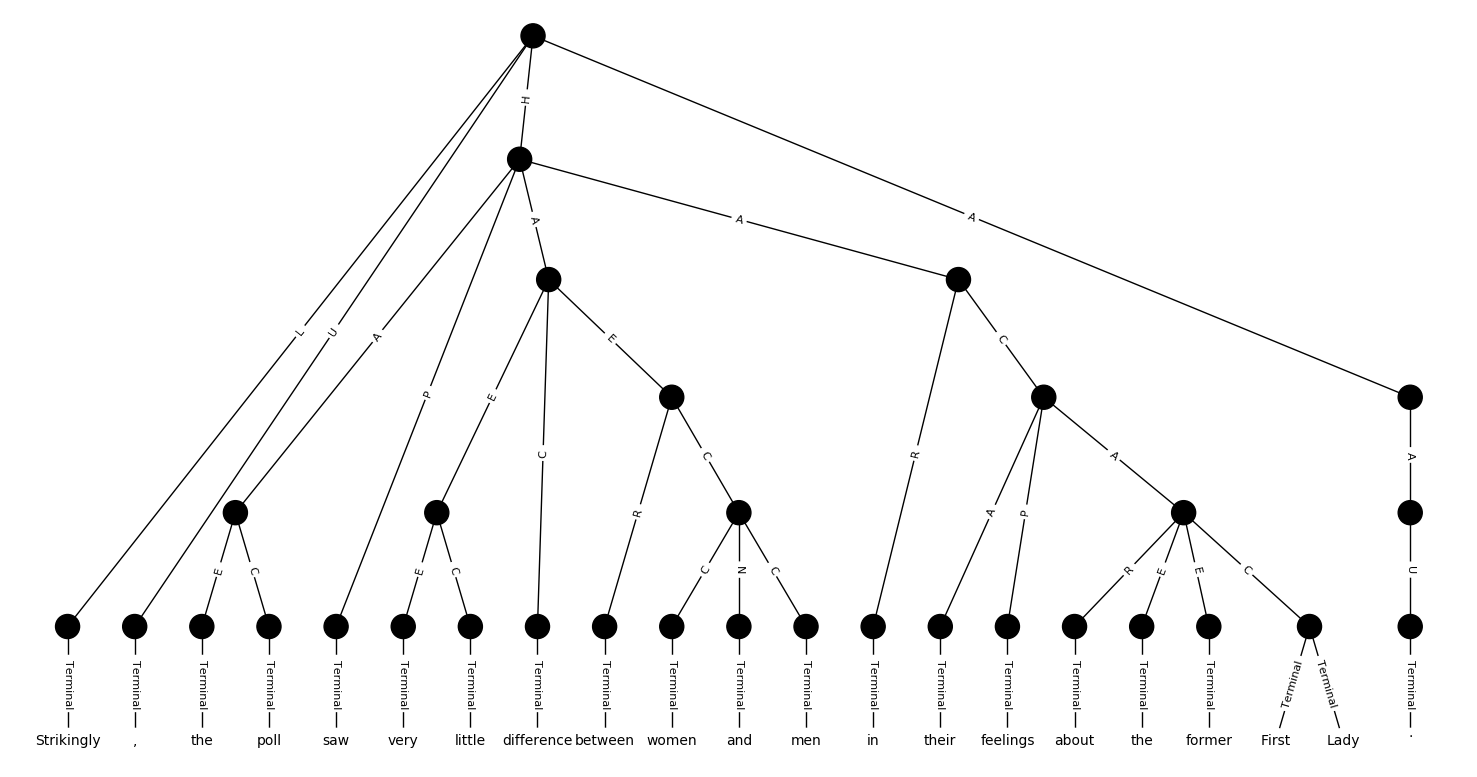 H
A
A
L
U
A
P
E
E
C
R
C
A
R
C
A
P
A
E
C
E
C
C
N
C
R
E
E
C
U
Terminal Terminal Terminal Terminal Terminal Terminal Terminal Terminal Terminal Terminal Terminal Terminal Terminal Terminal Terminal Terminal Terminal Terminal Terminal Terminal Terminal
Strikingly , the poll saw very little difference between women and men in their feelings about the former First Lady .